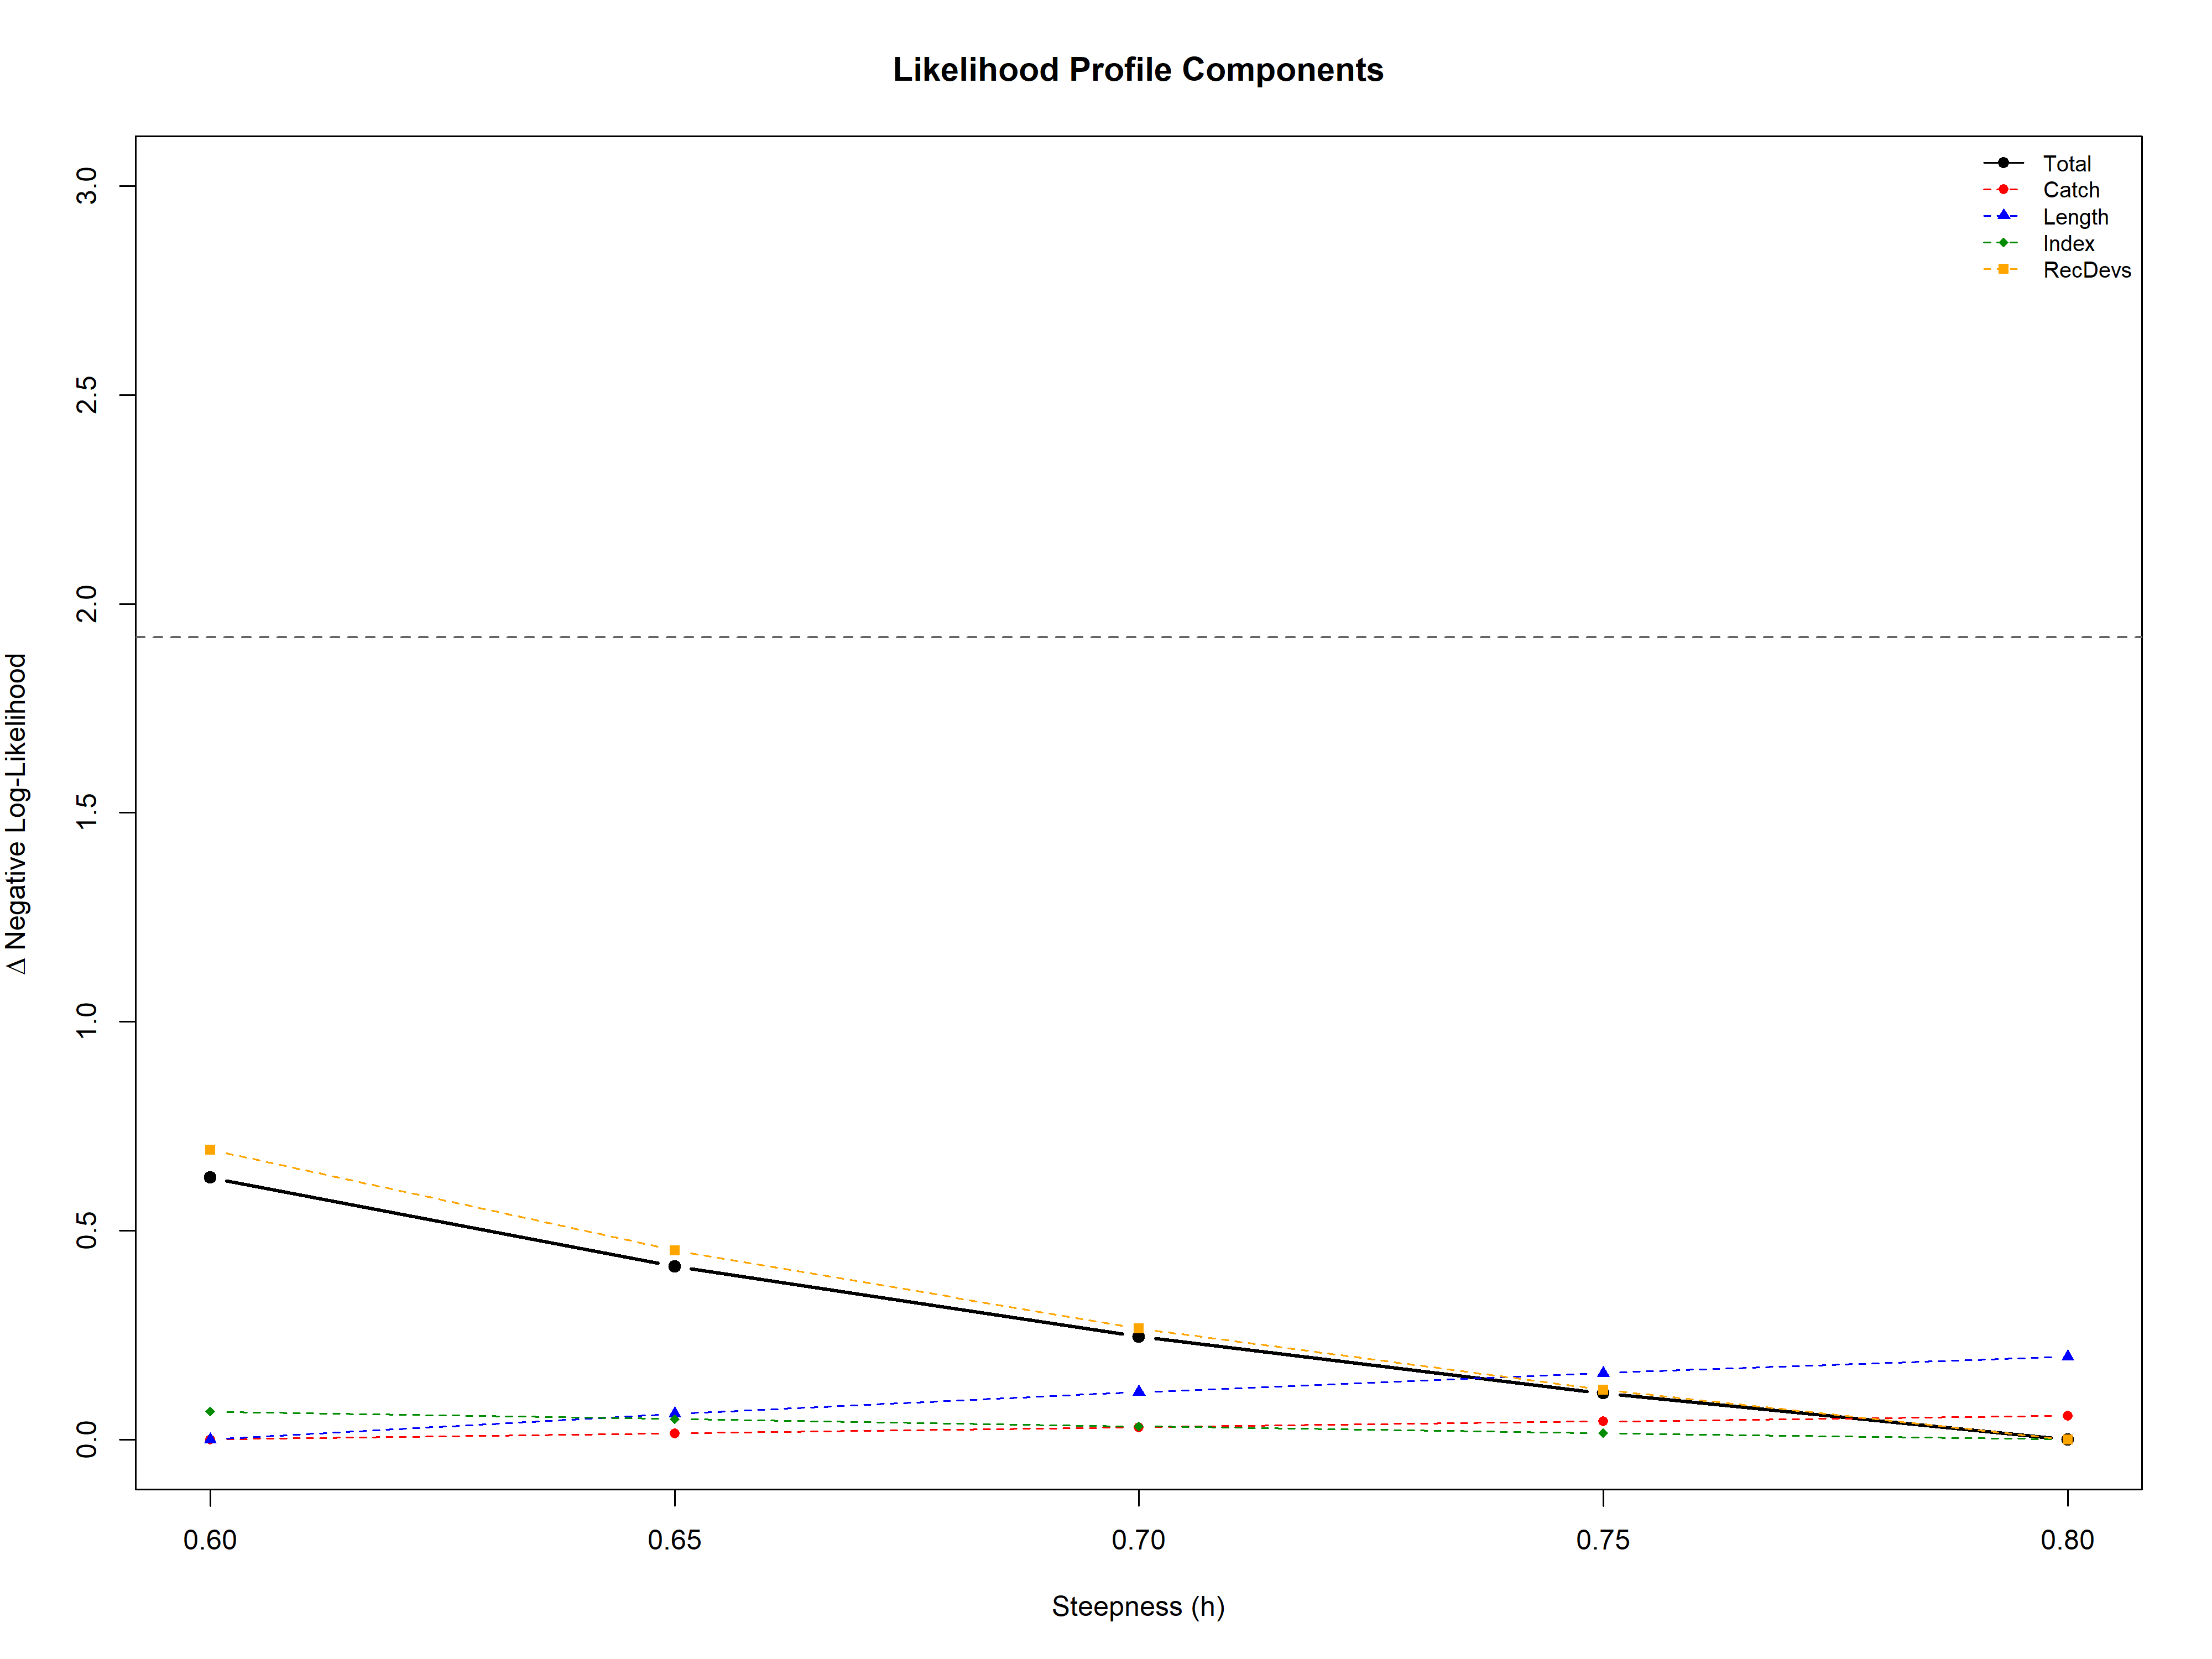 Likelihood Profile Components
Total
Catch
Length
Index
RecDevs
3.0
2.5
2.0
1.5
1.0
0.5
0.0
Δ Negative Log-Likelihood
0.60 0.65 0.70 0.75 0.80
Steepness (h)